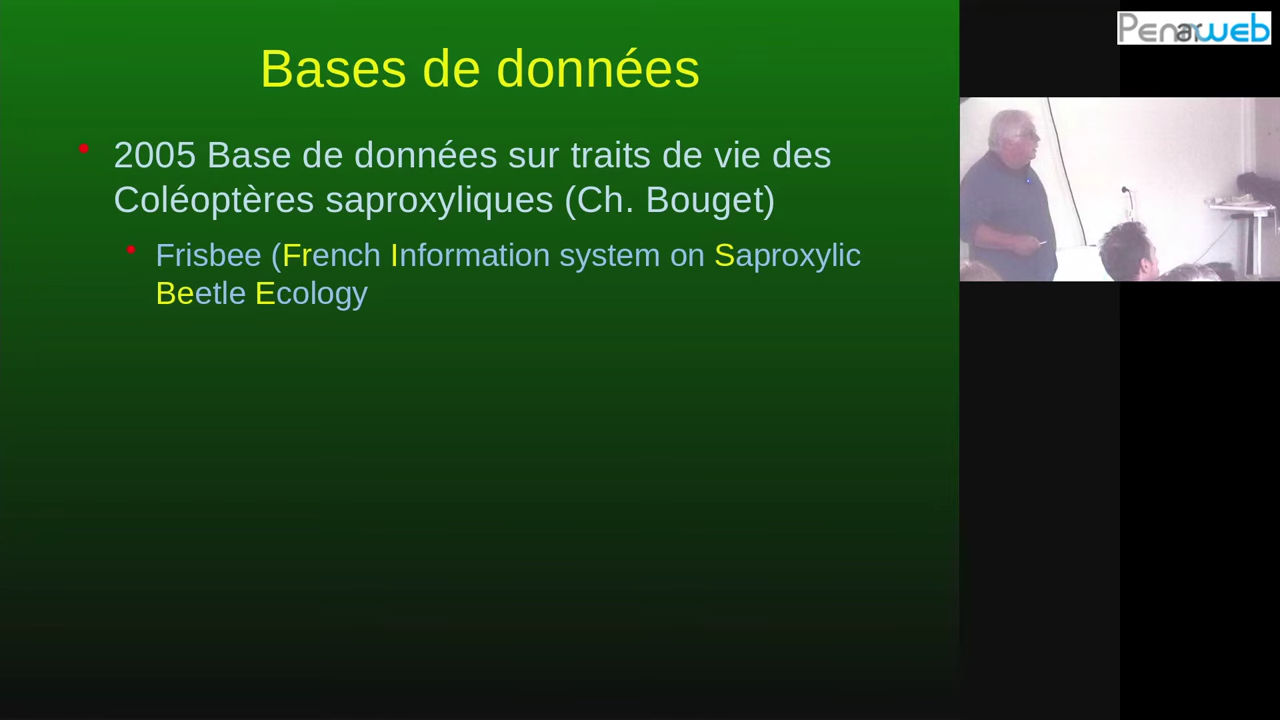 Penarweb
Bases de données
2005 Base de données sur traits de vie des
Coléoptères saproxyliques (Ch. Bouget)
Frisbee (French Information system on Saproxylic
Beetle Ecology